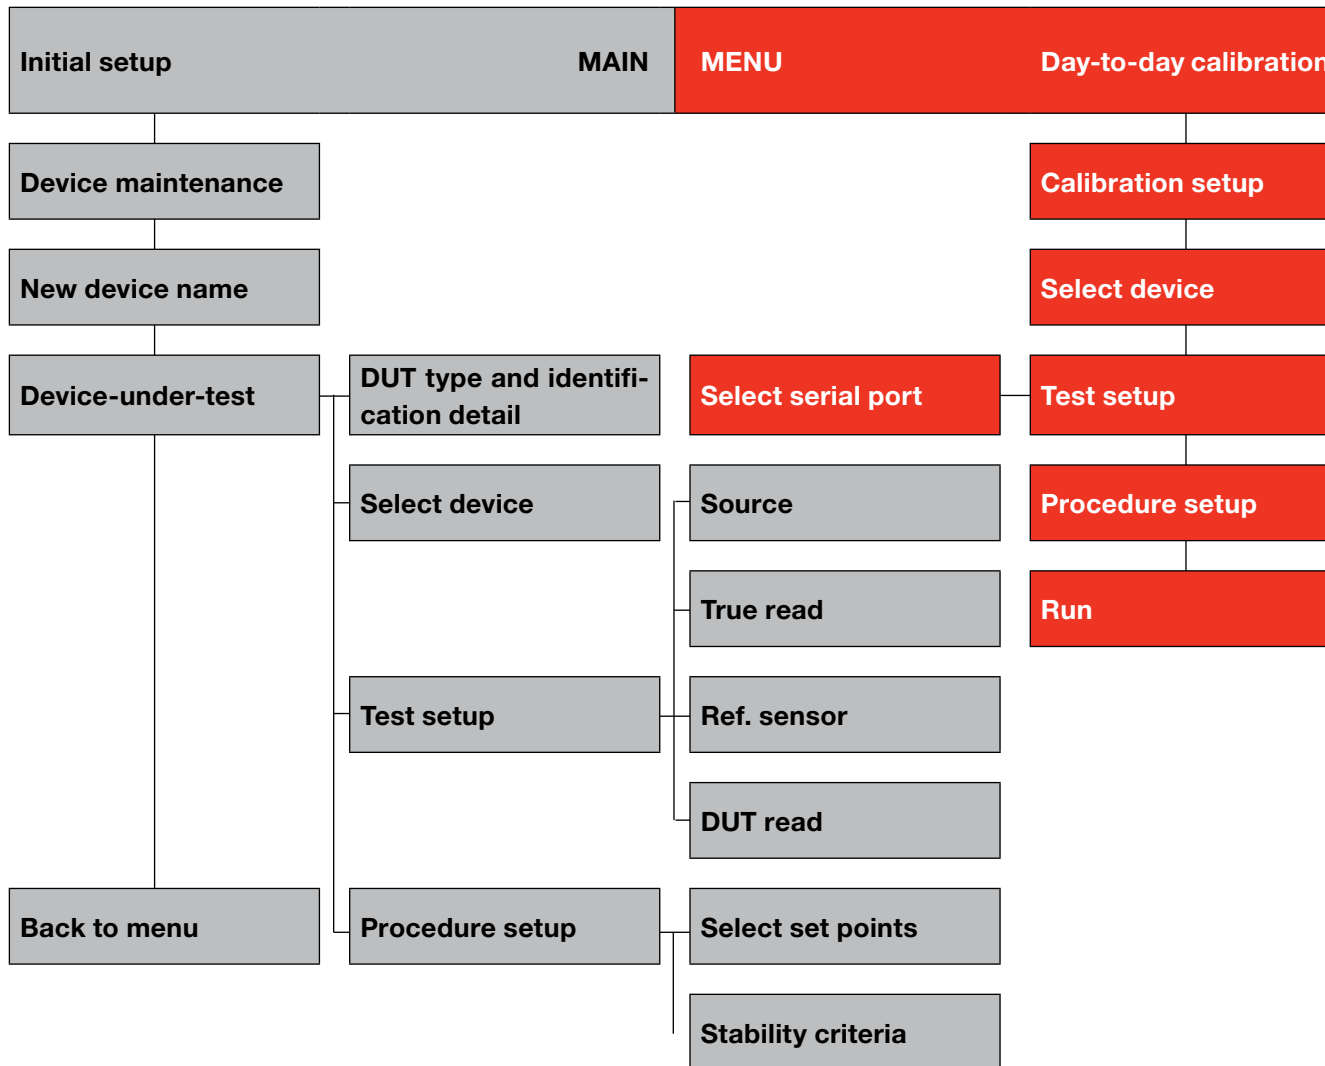 Initial setup MAIN MENU Day-to-day calibration
Device maintenance Calibration setup
New device name Select device
Device-under-test
DUT type and identifi-
cation detail
Select serial port Test setup
Select device Source Procedure setup
True read Run
Test setup Ref. sensor
DUT read
Back to menu Procedure setup Select set points
Stability criteria